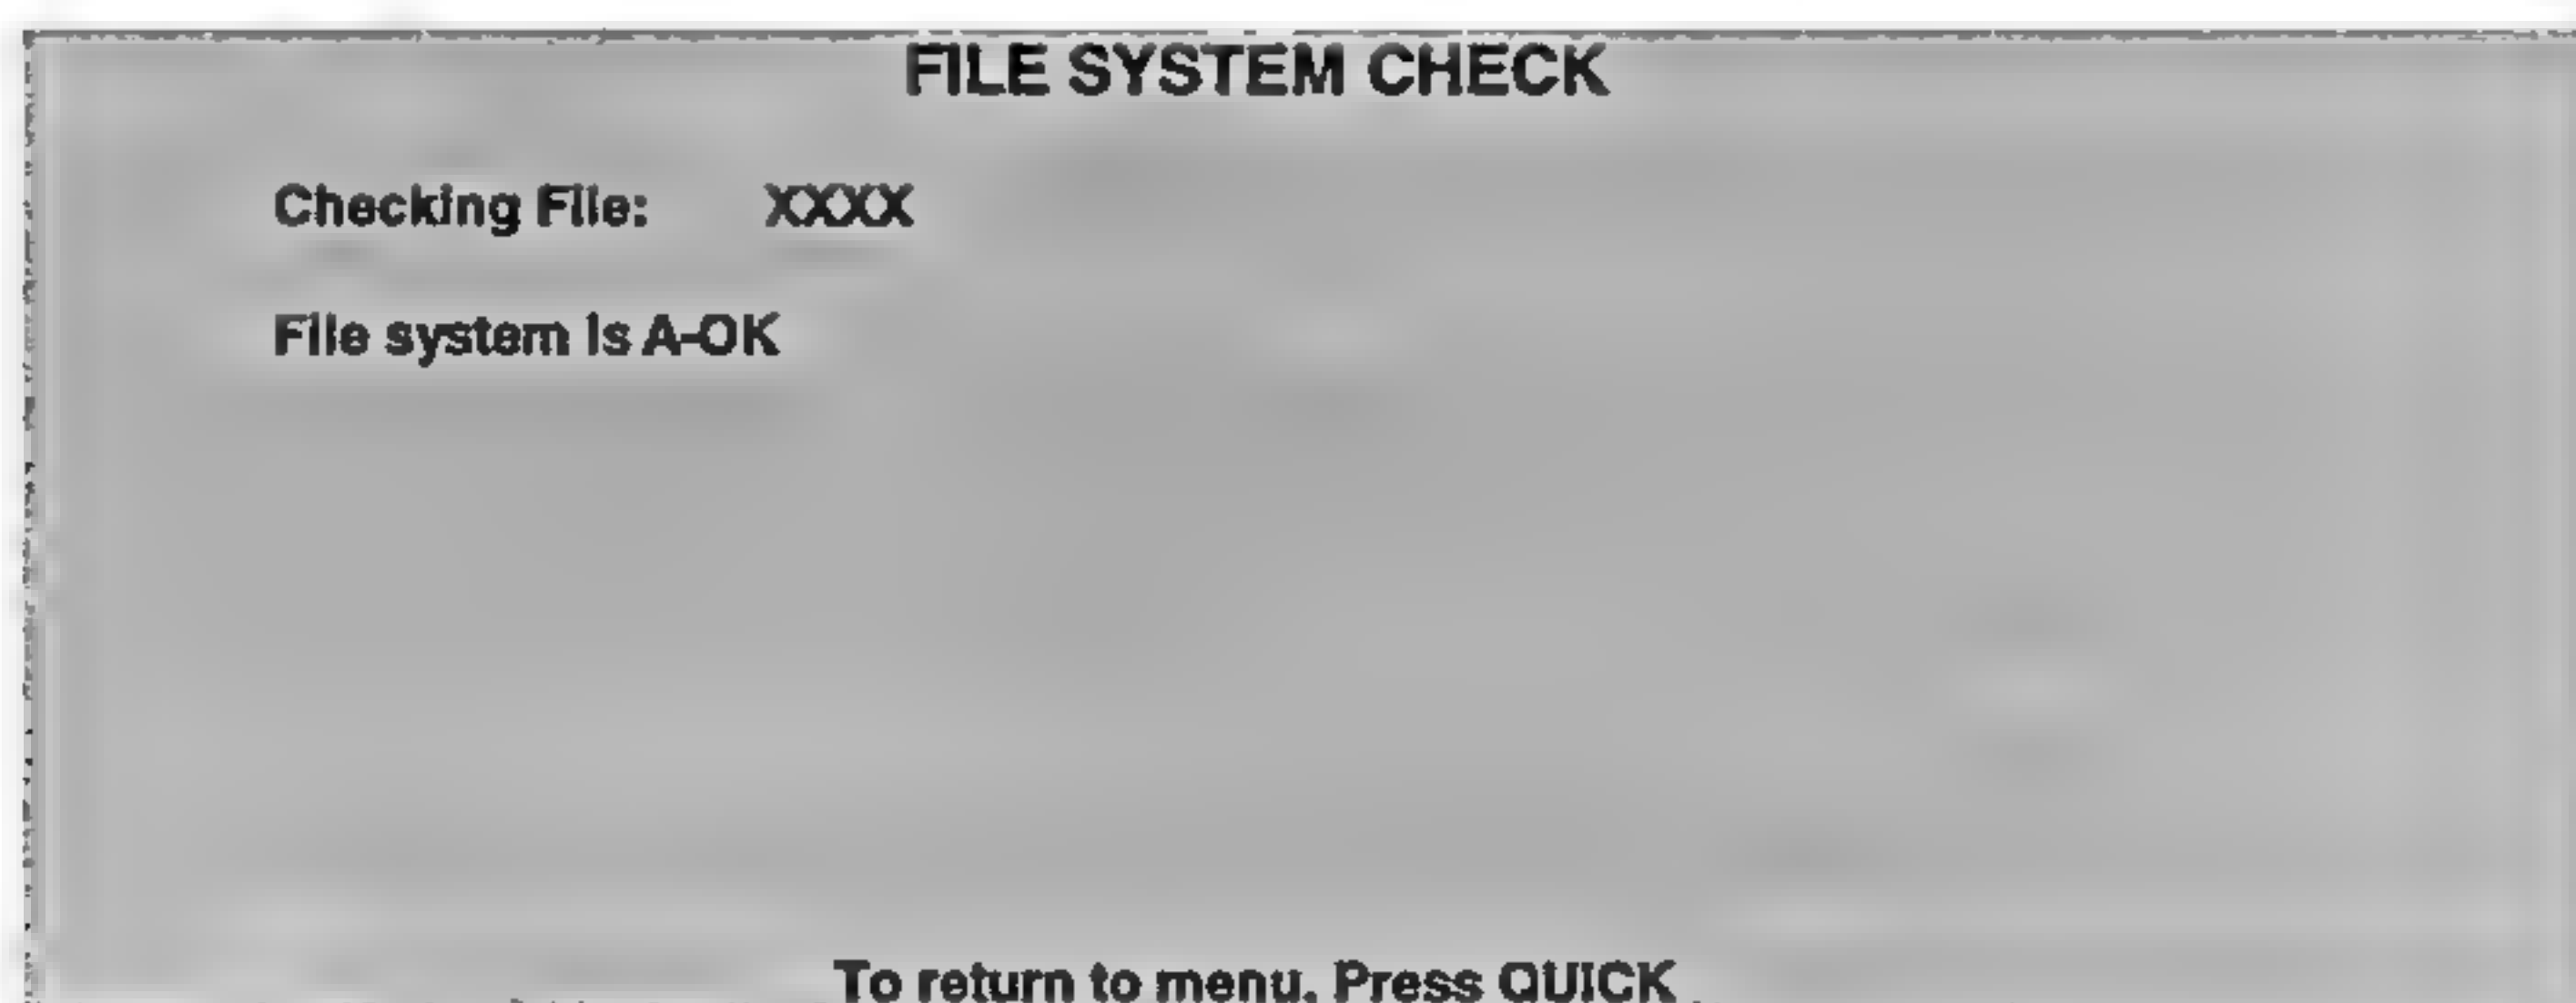 FILE SYSTEM CHECK
Checking File: XXXX
File system is A-OK
To return to menu, Press QUICK